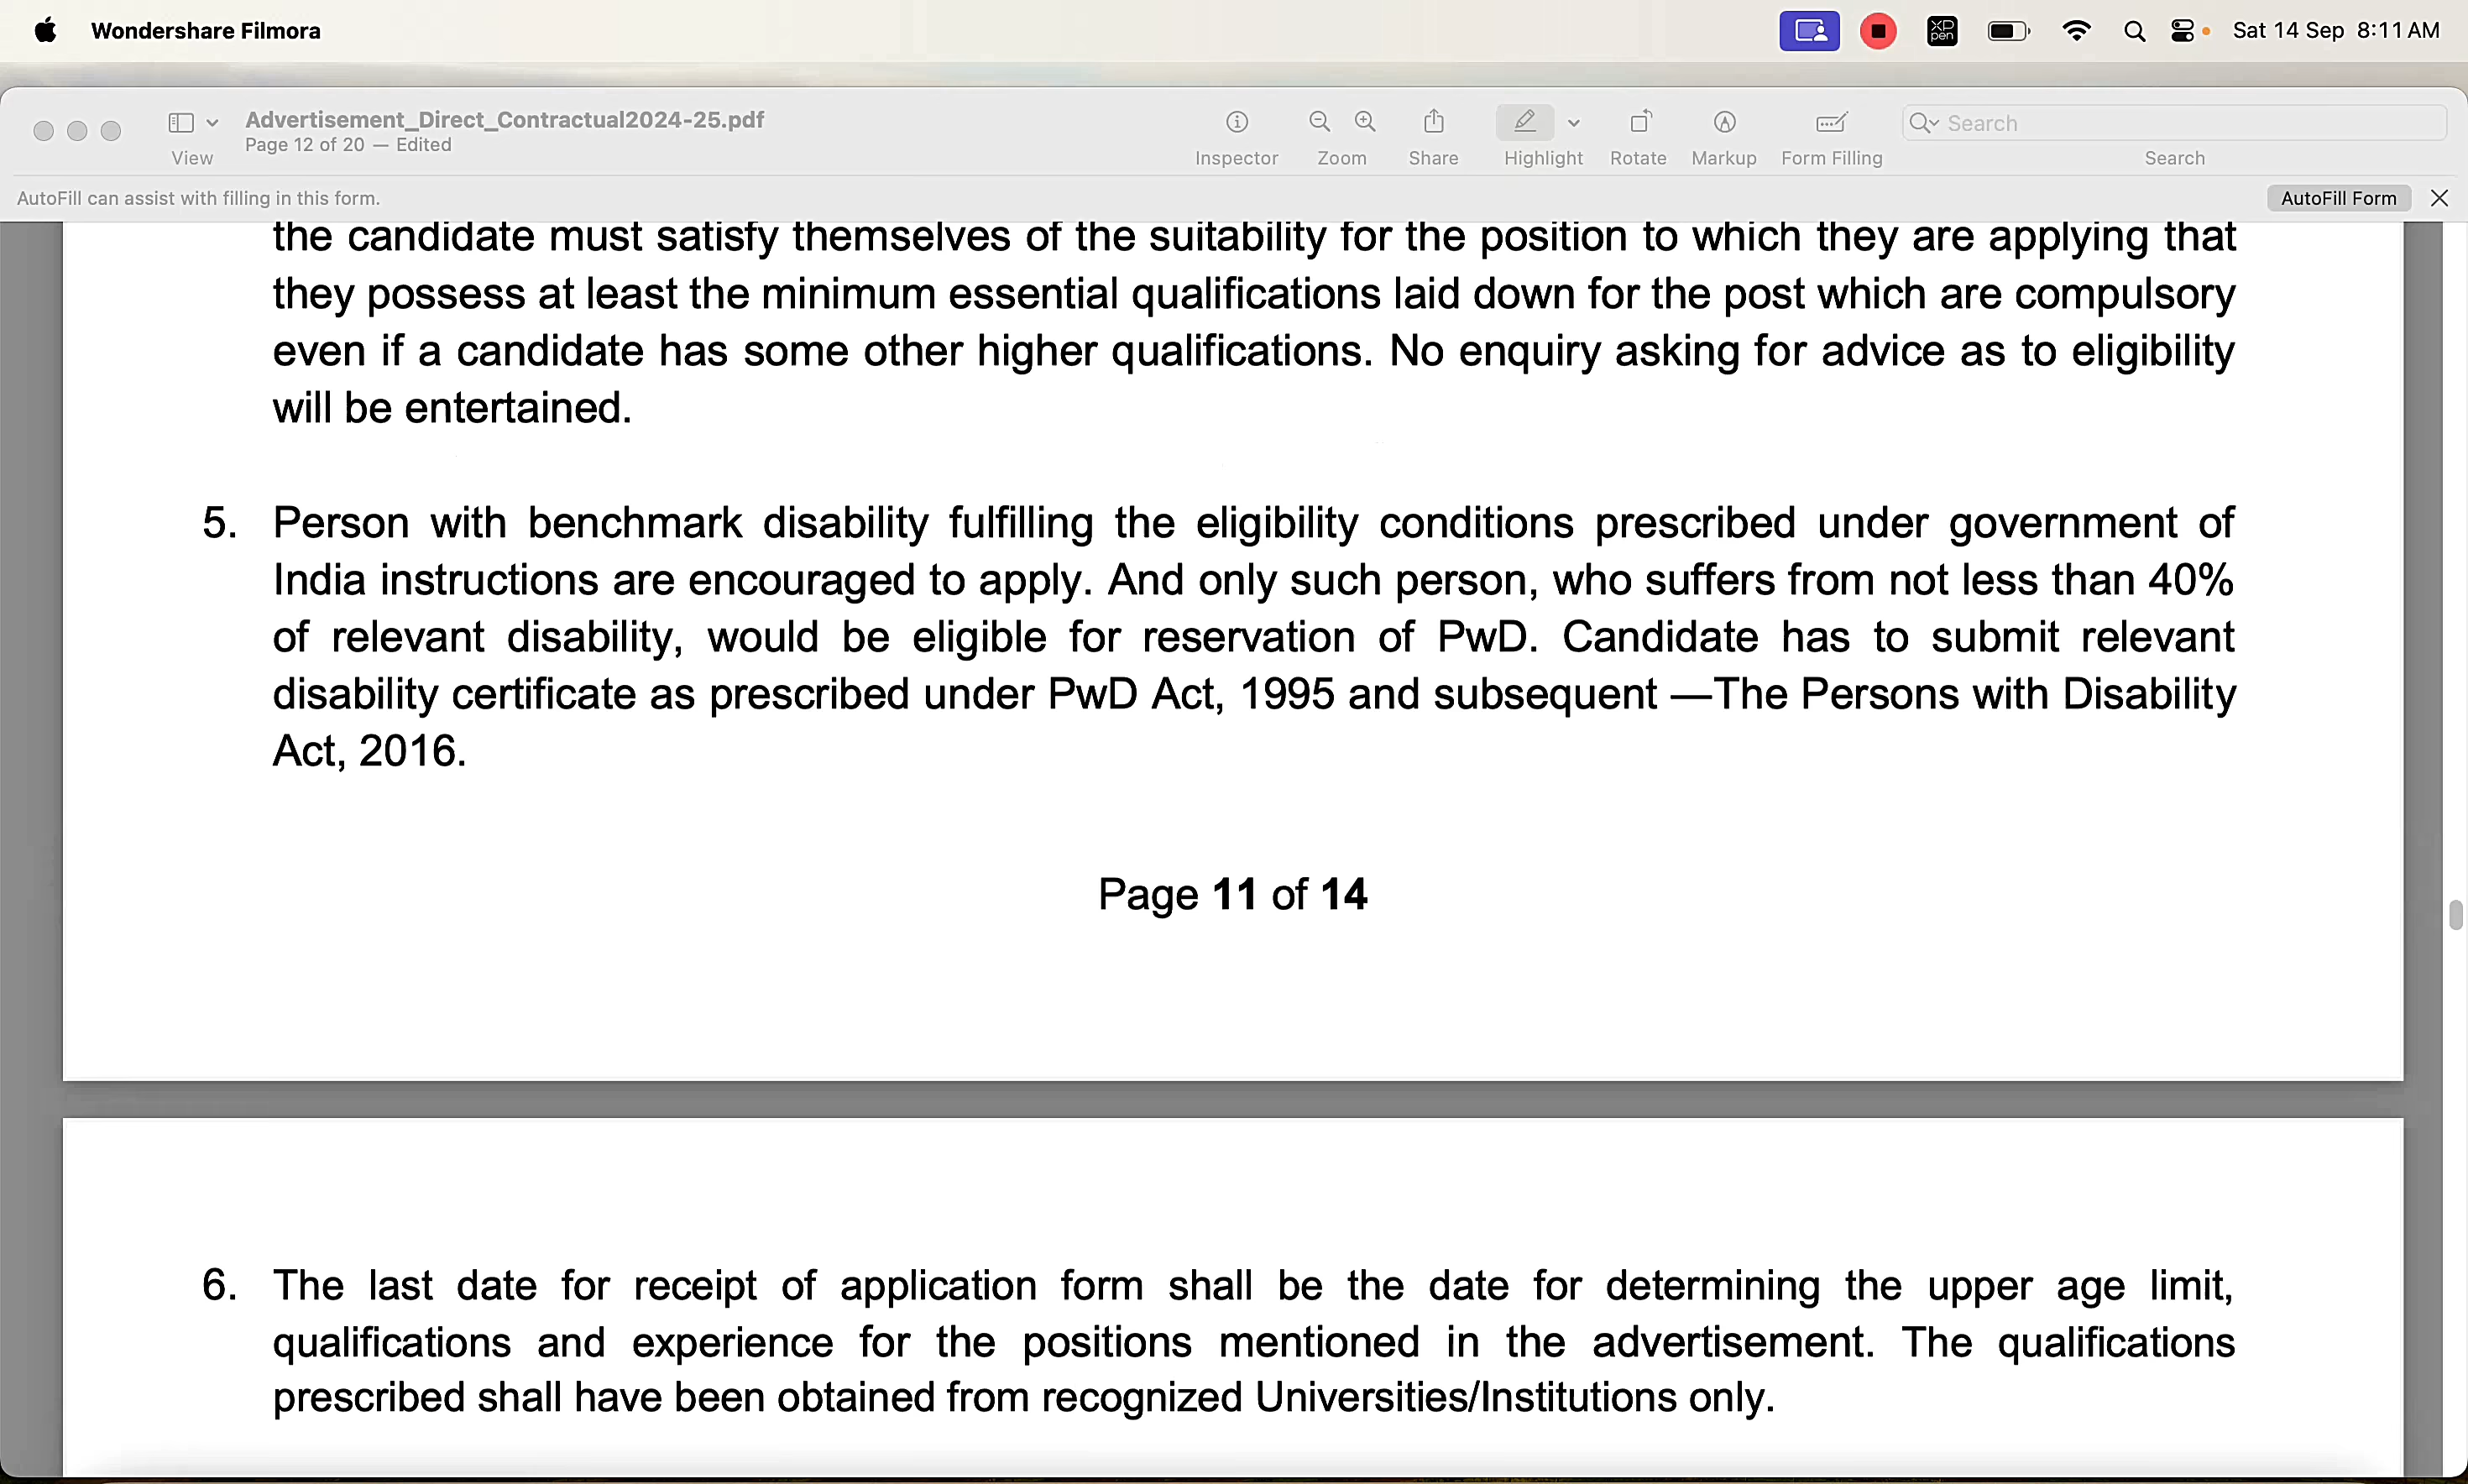 Wondershare Filmora
XP pen
Sat 14 Sep 8:11 AM
Advertisement_Direct_Contractual2024-25.pdf
Page 12 of 20 — Edited
View
Inspector
Zoom
Share
Highlight
Rotate
Markup
Form Filling
Search
Search
AutoFill can assist with filling in this form.
AutoFill Form
the candidate must satisfy themselves of the suitability for the position to which they are applying that
they possess at least the minimum essential qualifications laid down for the post which are compulsory
even if a candidate has some other higher qualifications. No enquiry asking for advice as to eligibility
will be entertained.
5. Person with benchmark disability fulfilling the eligibility conditions prescribed under government of
India instructions are encouraged to apply. And only such person, who suffers from not less than 40%
of relevant disability, would be eligible for reservation of PwD. Candidate has to submit relevant
disability certificate as prescribed under PwD Act, 1995 and subsequent —The Persons with Disability
Act, 2016.
Page 11 of 14
6. The last date for receipt of application form shall be the date for determining the upper age limit,
qualifications and experience for the positions mentioned in the advertisement. The qualifications
prescribed shall have been obtained from recognized Universities/Institutions only.